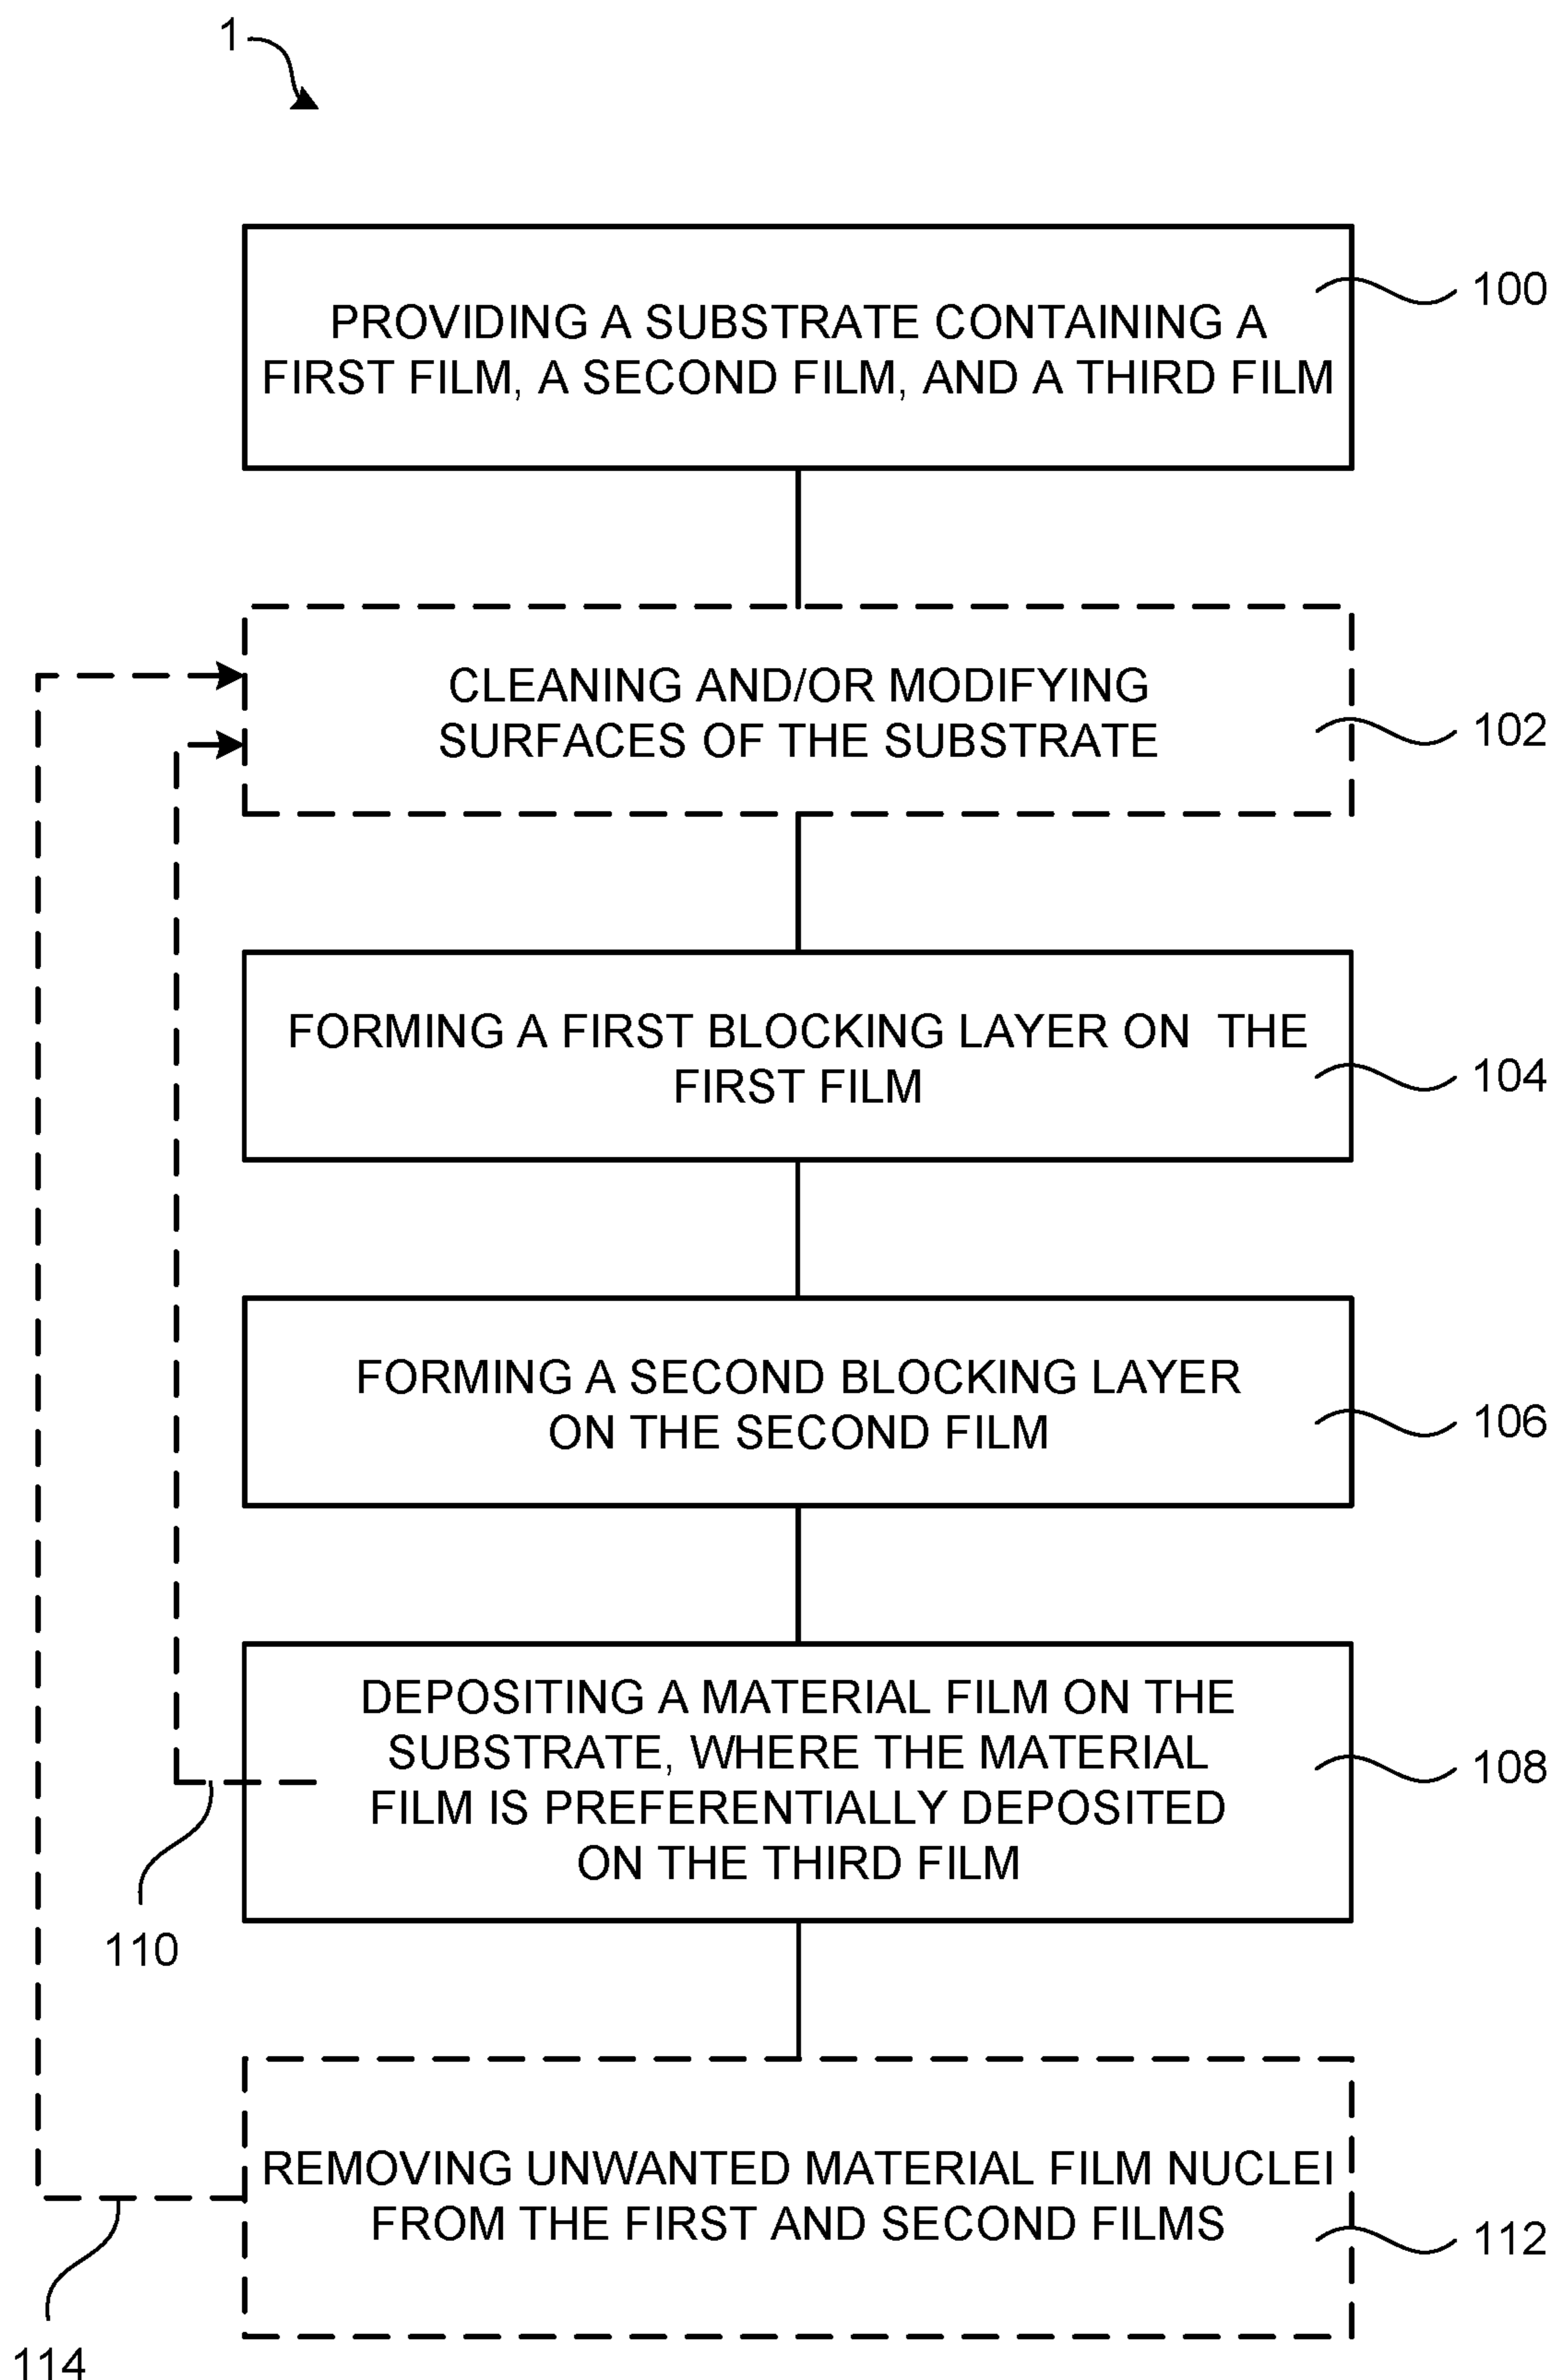 1
PROVIDING A SUBSTRATE CONTAINING A
FIRST FILM, A SECOND FILM, AND A THIRD FILM
100
CLEANING AND/OR MODIFYING
SURFACES OF THE SUBSTRATE
102
FORMING A FIRST BLOCKING LAYER ON THE
FIRST FILM
104
FORMING A SECOND BLOCKING LAYER
ON THE SECOND FILM
106
DEPOSITING A MATERIAL FILM ON THE
SUBSTRATE, WHERE THE MATERIAL
FILM IS PREFERENTIALLY DEPOSITED
ON THE THIRD FILM
108
110
REMOVING UNWANTED MATERIAL FILM NUCLEI
FROM THE FIRST AND SECOND FILMS
112
114